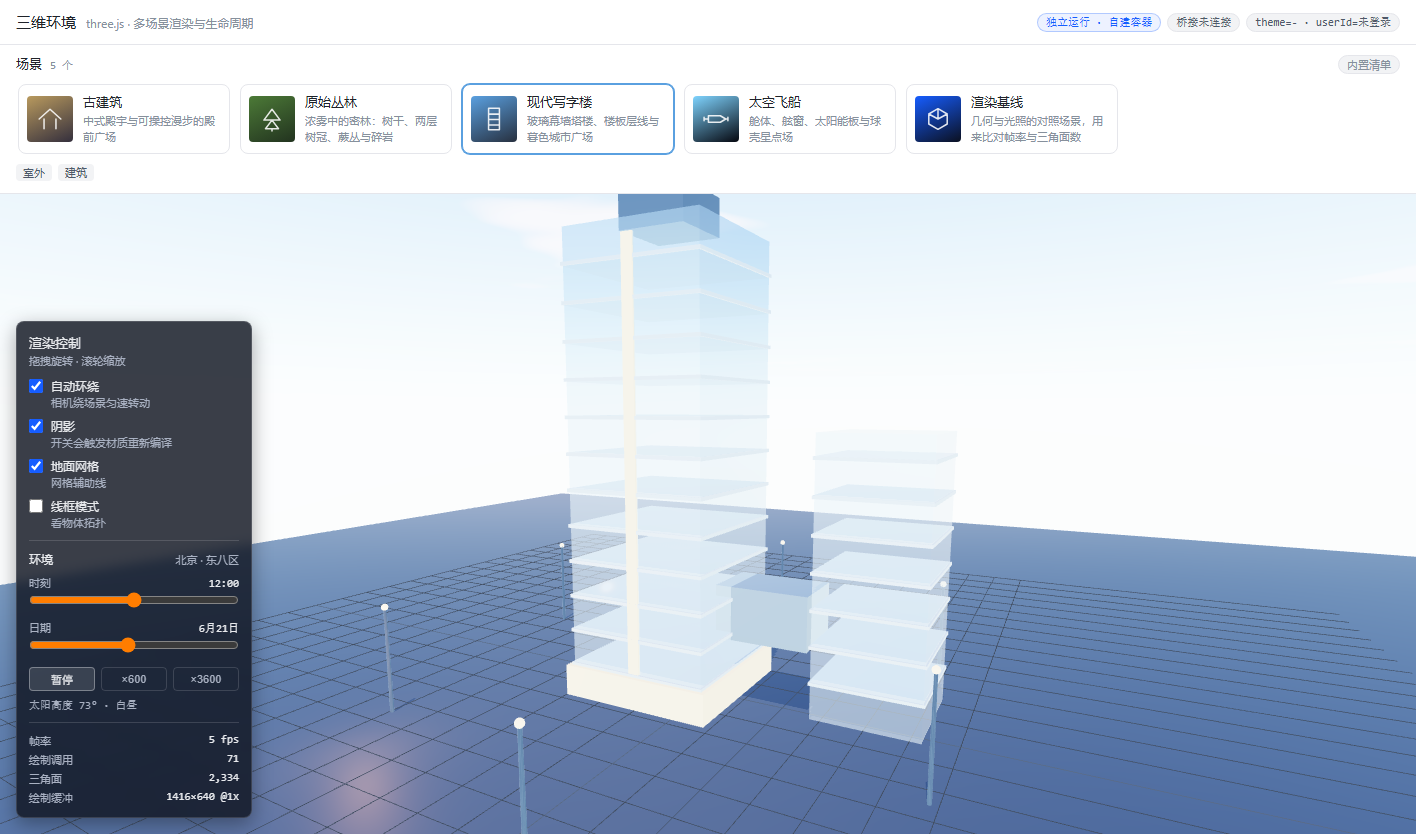 三维环境 three.js · 多场景渲染与生命周期
独立运行 · 自建容器 桥接未连接 theme=- · userId=未登录
场景 5 个
内置清单
古建筑
中式殿宇与可操控漫步的殿
前广场
原始丛林
浓雾中的密林：树干、两层
树冠、蕨丛与碎岩
现代写字楼
玻璃幕墙塔楼、楼板层线与
暮色城市广场
太空飞船
舱体、舷窗、太阳能板与球
壳星点场
渲染基线
几何与光照的对照场景，用
来比对帧率与三角面数
室外 建筑
渲染控制
拖拽旋转 · 滚轮缩放
自动环绕
相机绕场景匀速转动
阴影
开关会触发材质重新编译
地面网格
网格辅助线
线框模式
看物体拓扑
环境 北京 · 东八区
时刻 12:00
日期 6月21日
暂停 ×600 ×3600
太阳高度 73° · 白昼
帧率 5 fps
绘制调用 71
三角面 2,334
绘制缓冲 1416×640 @1x